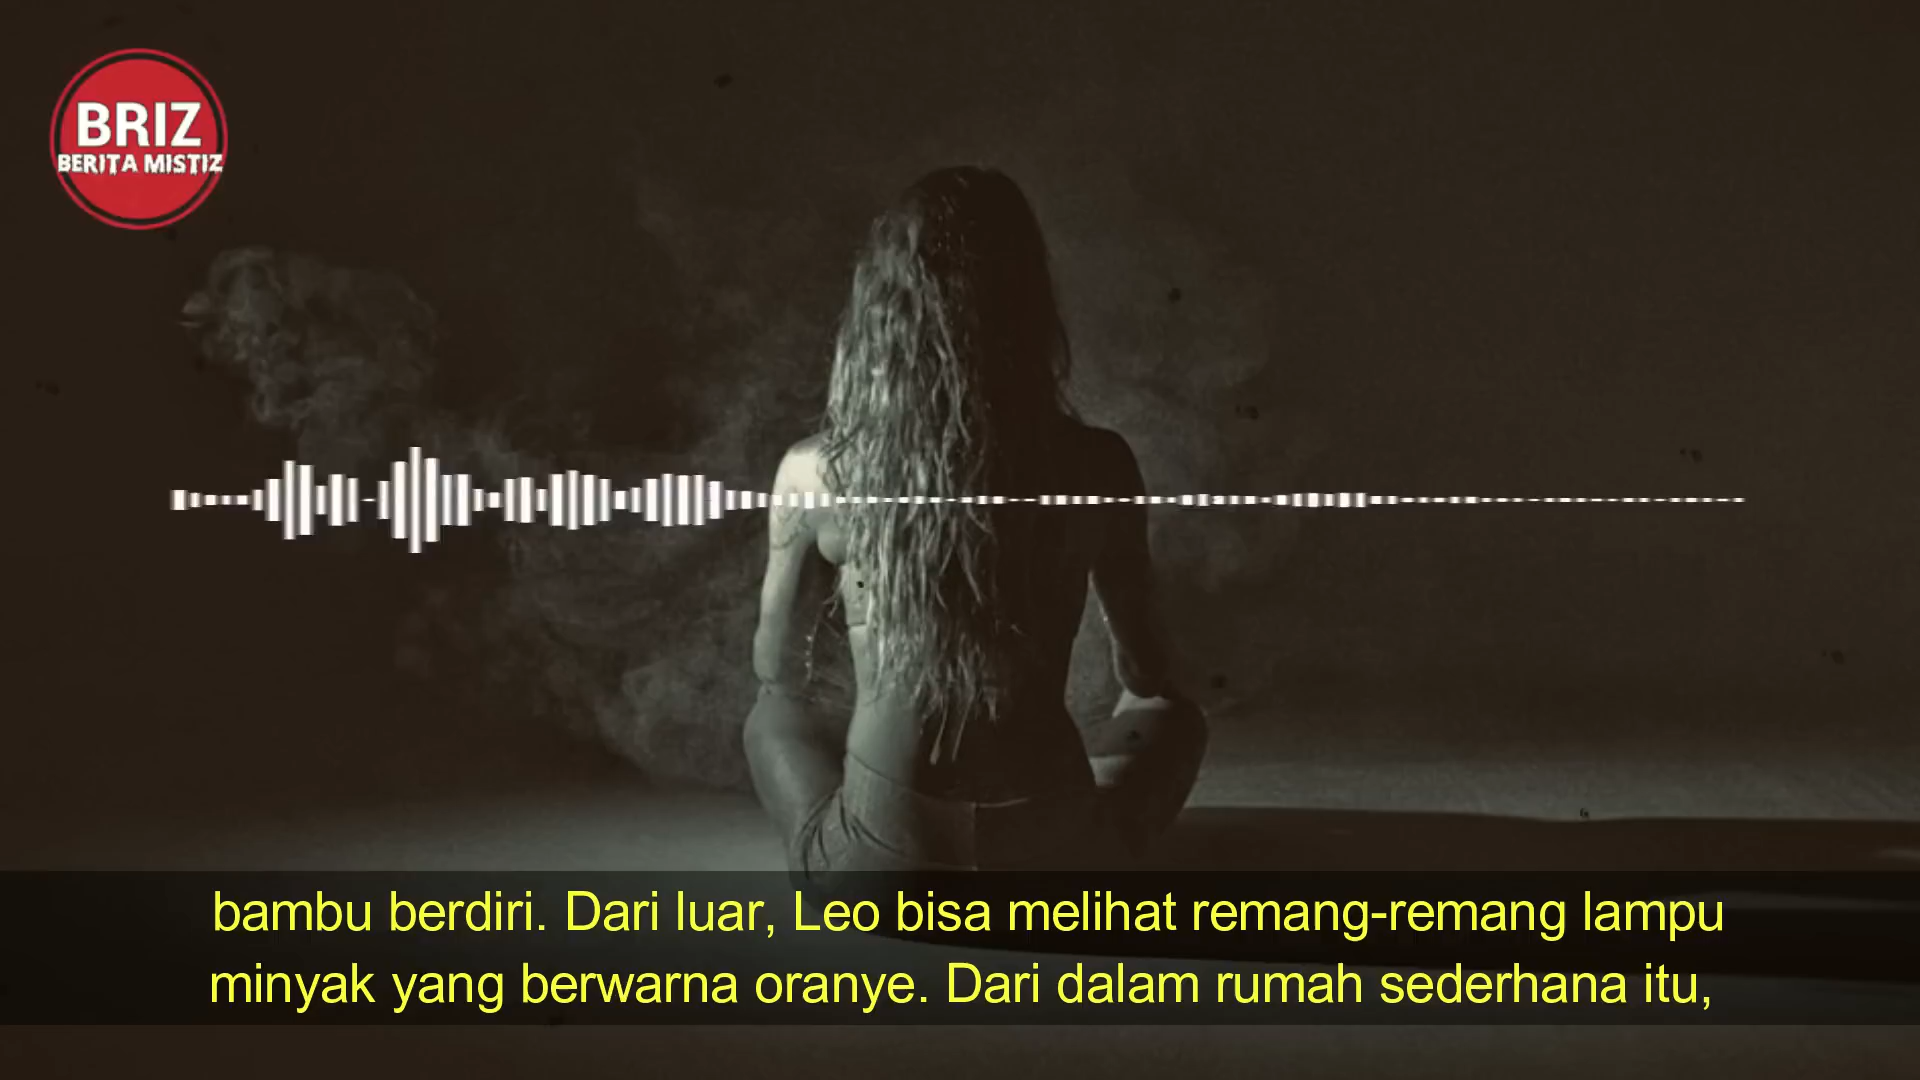 BRIZ
BERITA MISTIZ
bambu berdiri. Dari luar, Leo bisa melihat remang-remang lampu
minyak yang berwarna oranye. Dari dalam rumah sederhana itu,